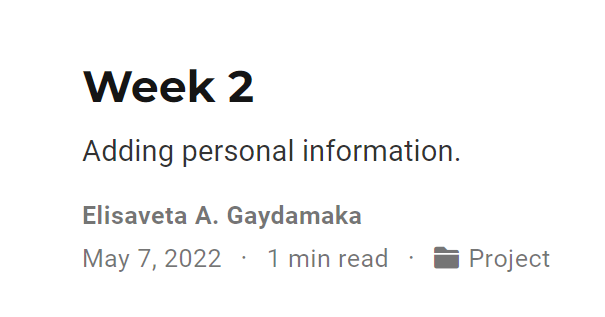 Week 2
Adding personal information.
Elisaveta A. Gaydamaka
May 7, 2022 · 1 min read · Project